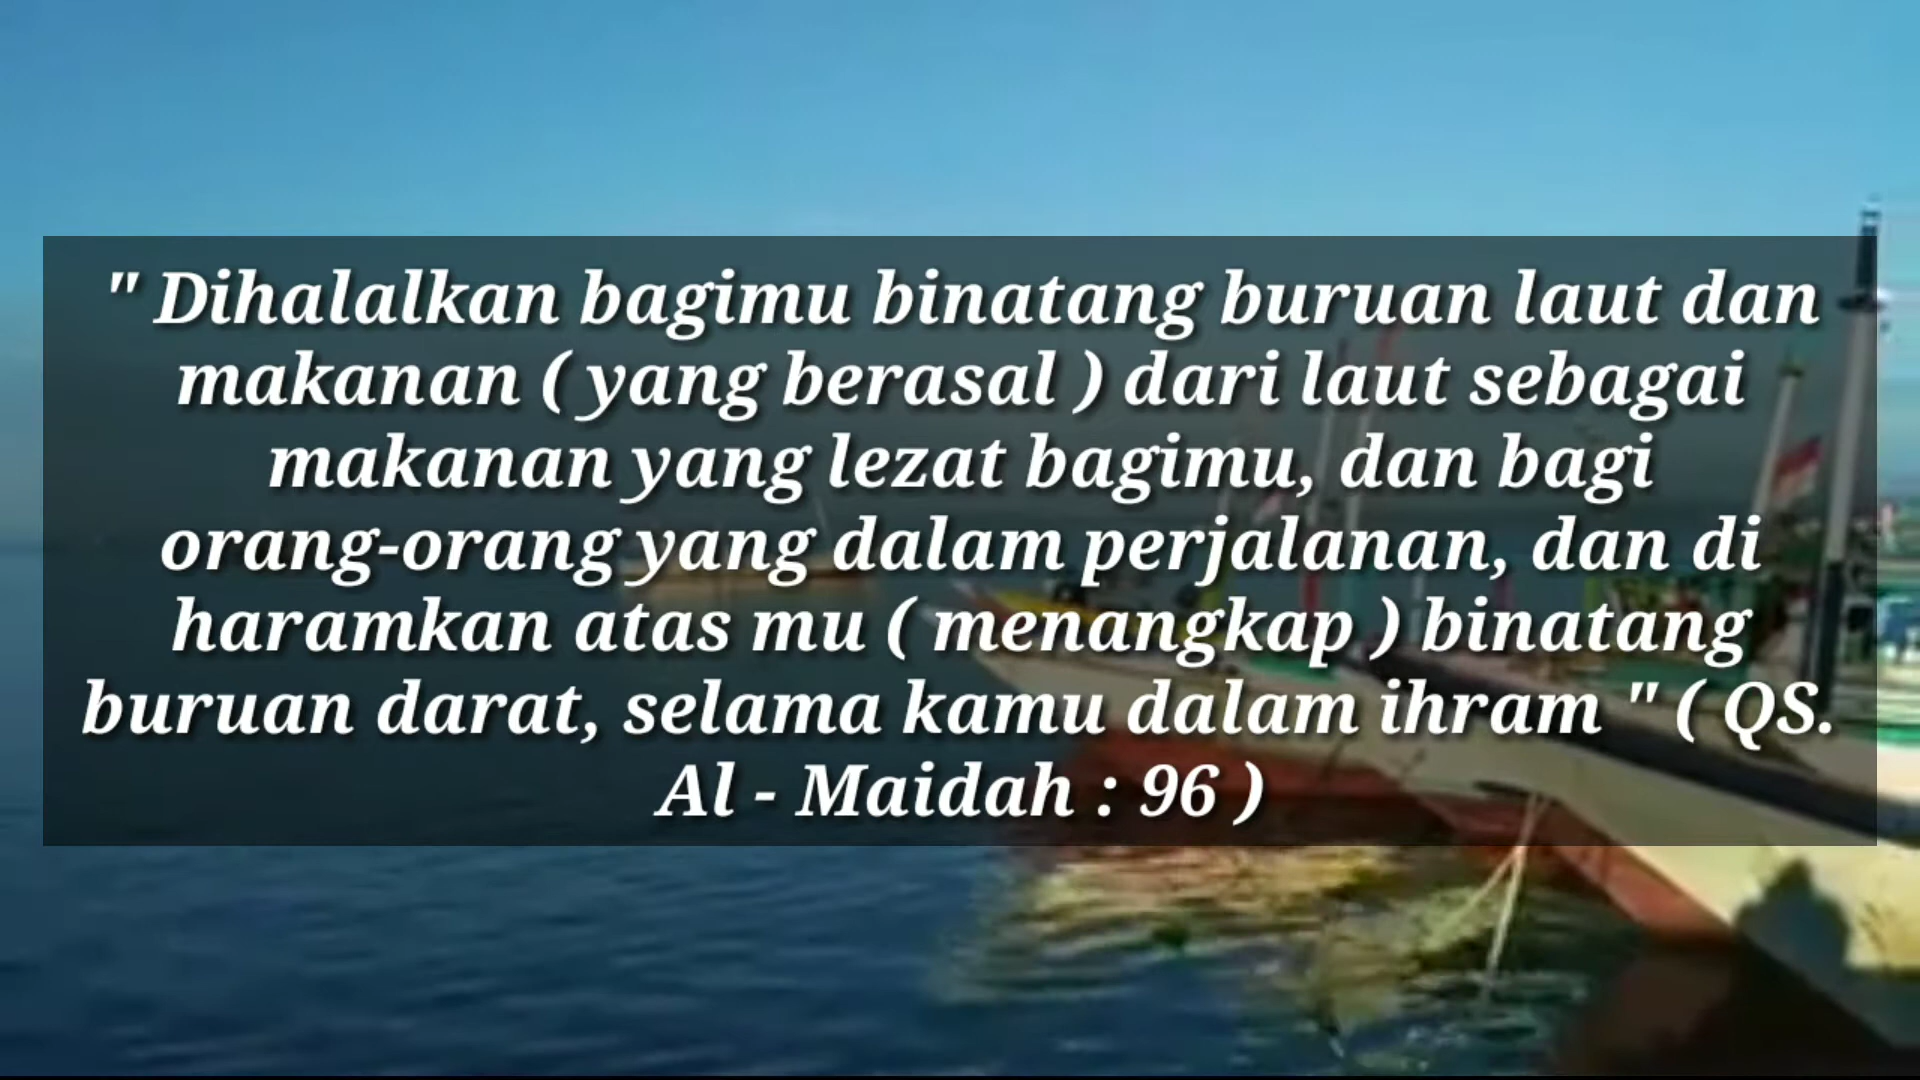 " Dihalalkan bagimu binatang buruan laut dan
makanan ( yang berasal ) dari laut sebagai
makanan yang lezat bagimu, dan bagi
orang-orang yang dalam perjalanan, dan di
haramkan atas mu ( menangkap ) binatang
buruan darat, selama kamu dalam ihram " ( QS.
Al - Maidah : 96 )